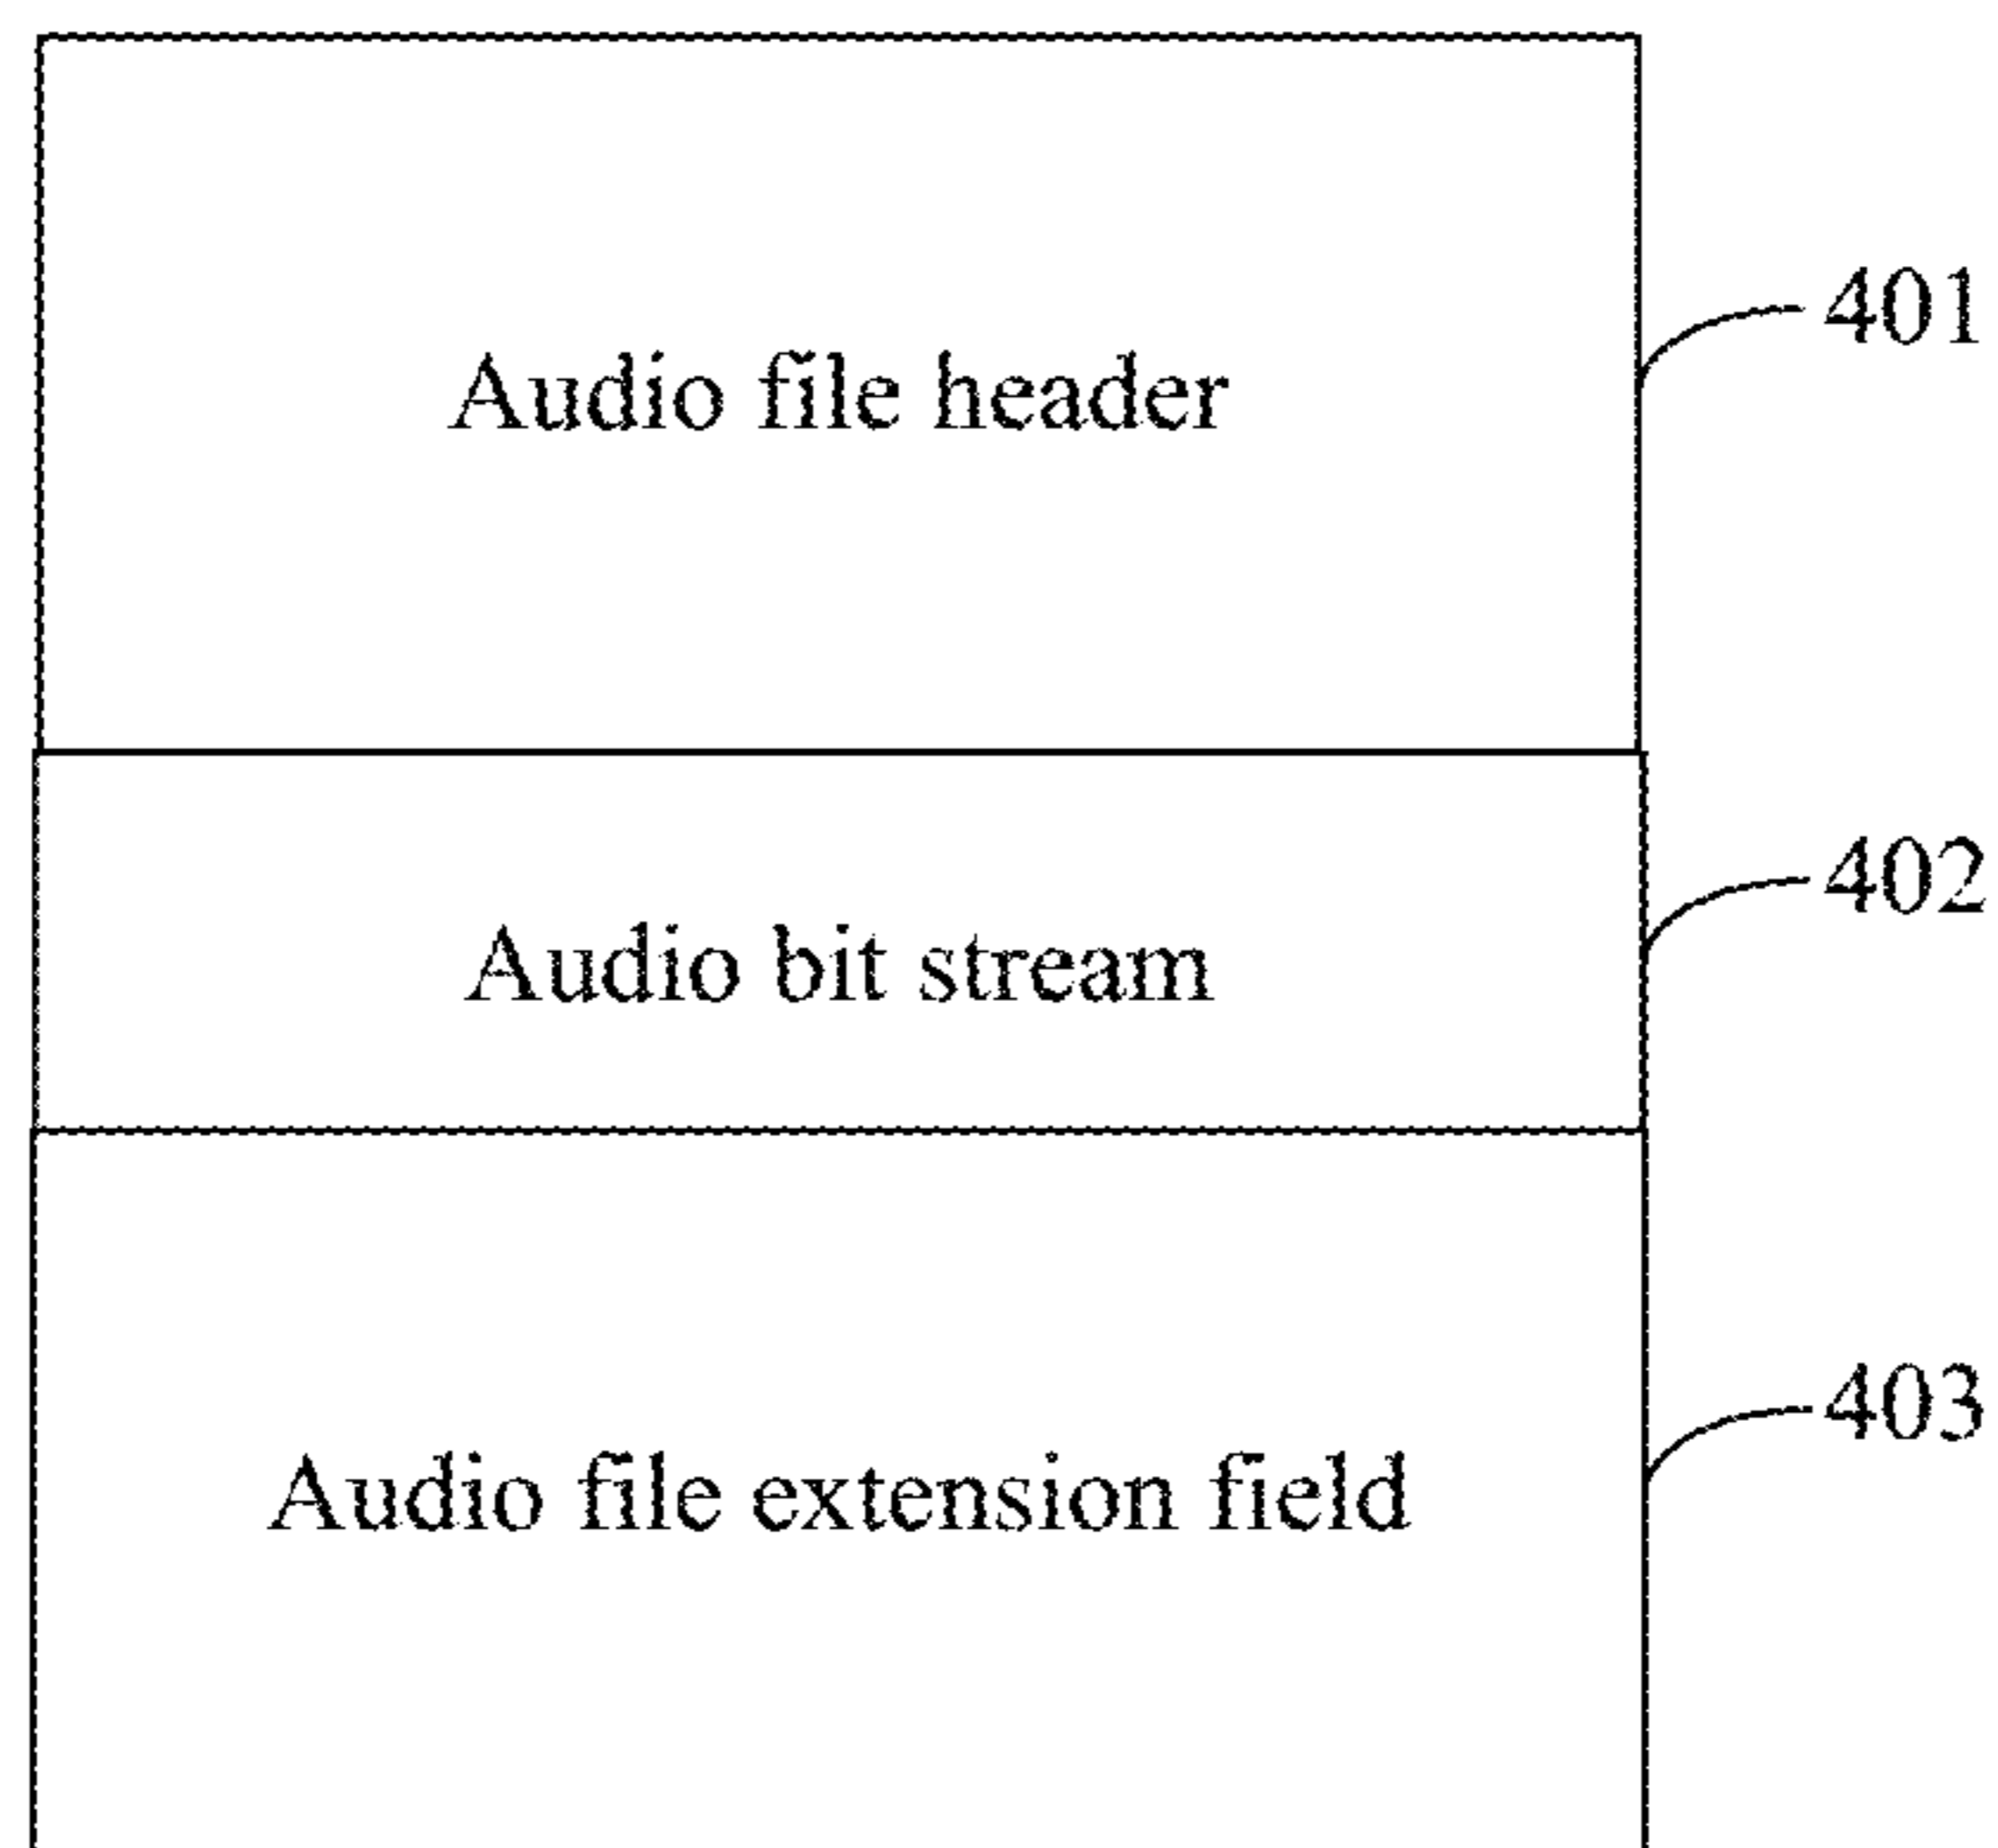 Audio file header
401
Audio bit stream
402
Audio file extension field
403